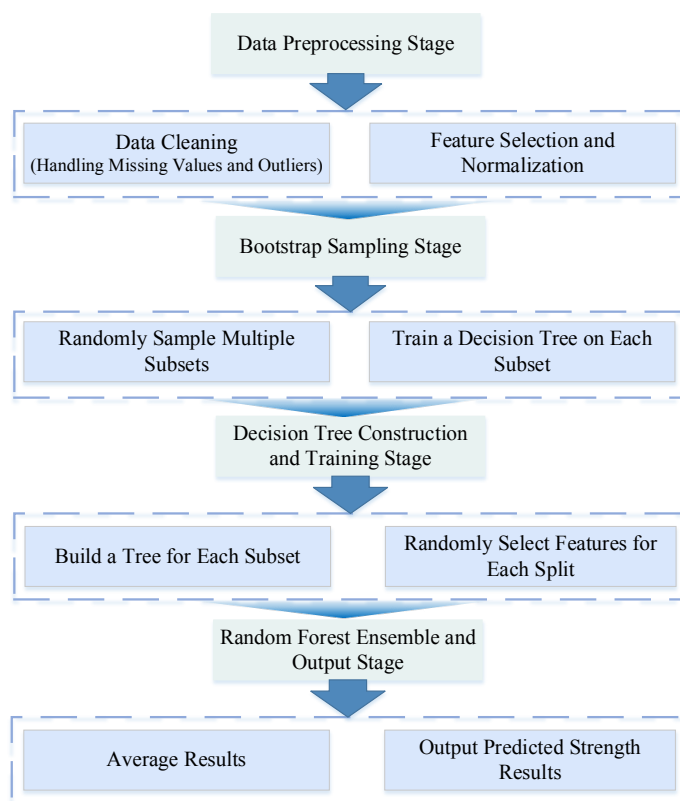 Data Preprocessing Stage
Data Cleaning
(Handling Missing Values and Outliers)
Feature Selection and
Normalization
Bootstrap Sampling Stage
Randomly Sample Multiple
Subsets
Train a Decision Tree on Each
Subset
Decision Tree Construction
and Training Stage
Build a Tree for Each Subset
Randomly Select Features for
Each Split
Random Forest Ensemble and
Output Stage
Average Results
Output Predicted Strength
Results